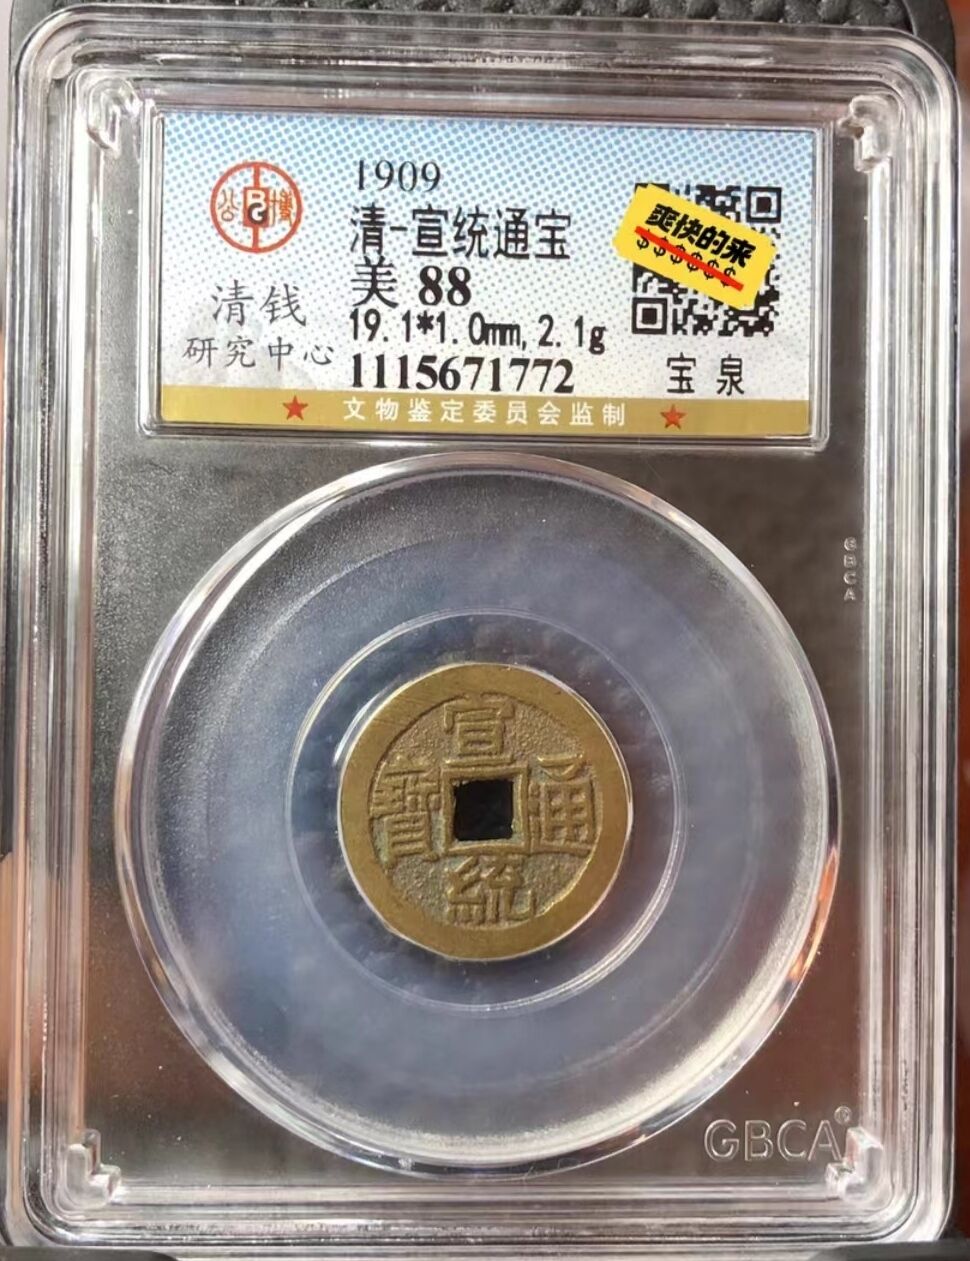 1909
清-宣统通宝
美 88
19.1*1.0mm,2.1g
1115671772
公 博
清钱
研究中心
爽快的来
$$$$$$
宝 泉
文物鉴定委员会监制
GBCA
宣
寶 通
統
GBCA®